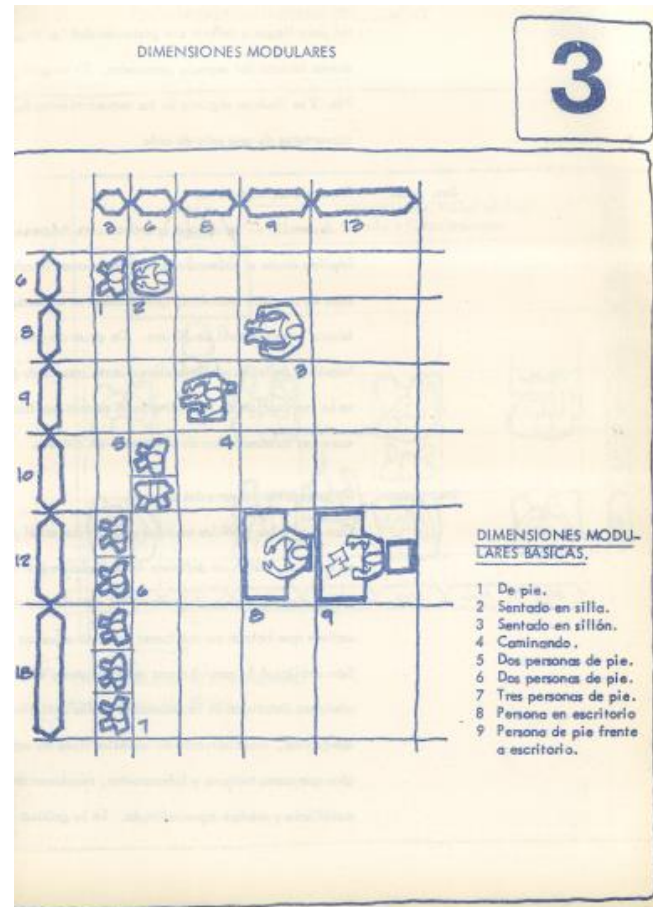 DIMENSIONES MODULARES
3
3 6 8 9 13
6
1 2
8
3
9
4
5
10
12
6
8 9
18
7
DIMENSIONES MODU-
LARES BASICAS.
1 De pie.
2 Sentado en silla.
3 Sentado en sillón.
4 Caminando.
5 Dos personas de pie.
6 Dos personas de pie.
7 Tres personas de pie.
8 Persona en escritorio
9 Persona de pie frente
a escritorio.